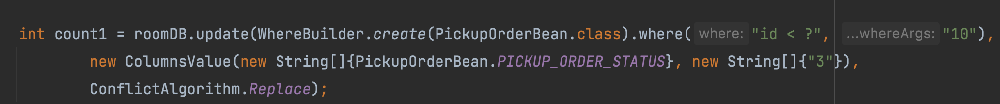 int count1 = roomDB.update(WhereBuilder.create(PickupOrderBean.class).where( where: "id < ?", ...whereArgs: "10"),
new ColumnsValue(new String[]{PickupOrderBean.PICKUP_ORDER_STATUS}, new String[]{"3"}),
ConflictAlgorithm.Replace);